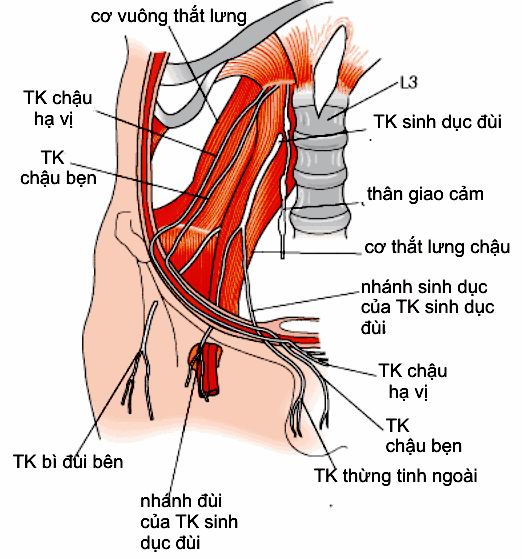 cơ vuông thắt lưng
TK chậu
hạ vị
TK
chậu bẹn
L3
TK sinh dục đùi
thân giao cảm
cơ thắt lưng chậu
nhánh sinh dục
của TK sinh dục
đùi
TK chậu
hạ vị
TK
chậu bẹn
TK thừng tinh ngoài
TK bì đùi bên
nhánh đùi
của TK sinh
dục đùi